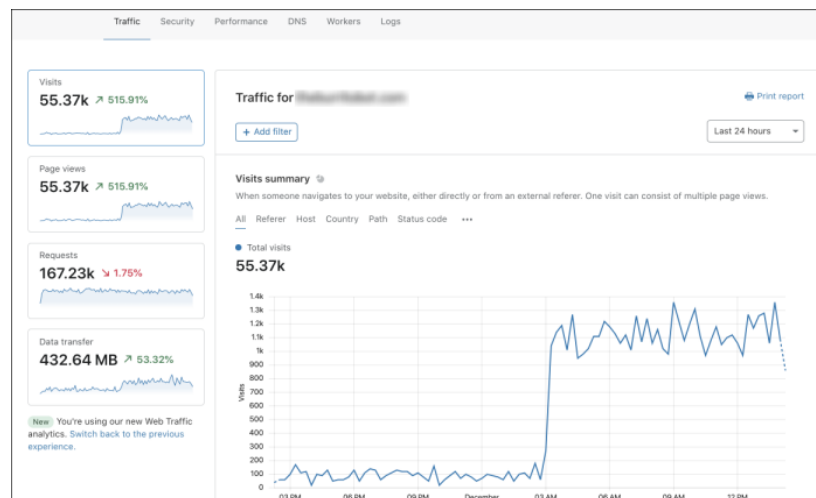 Traffic Security Performance DNS Workers Logs
Visits
55.37k ↗ 515.91%
Page views
55.37k ↗ 515.91%
Requests
167.23k ↘ 1.75%
Data transfer
432.64 MB ↗ 53.32%
New You're using our new Web Traffic
analytics. Switch back to the previous
experience.
Traffic for
Print report
+ Add filter
Last 24 hours
Visits summary
When someone navigates to your website, either directly or from an external referer. One visit can consist of multiple page views.
All Referer Host Country Path Status code •••
Total visits
55.37k
1.4k
1.3k
1.2k
1.1k
1k
900
800
700
600
500
400
300
200
100
0
Visits
03 PM 06 PM 09 PM December 03 AM 06 AM 09 AM 12 PM